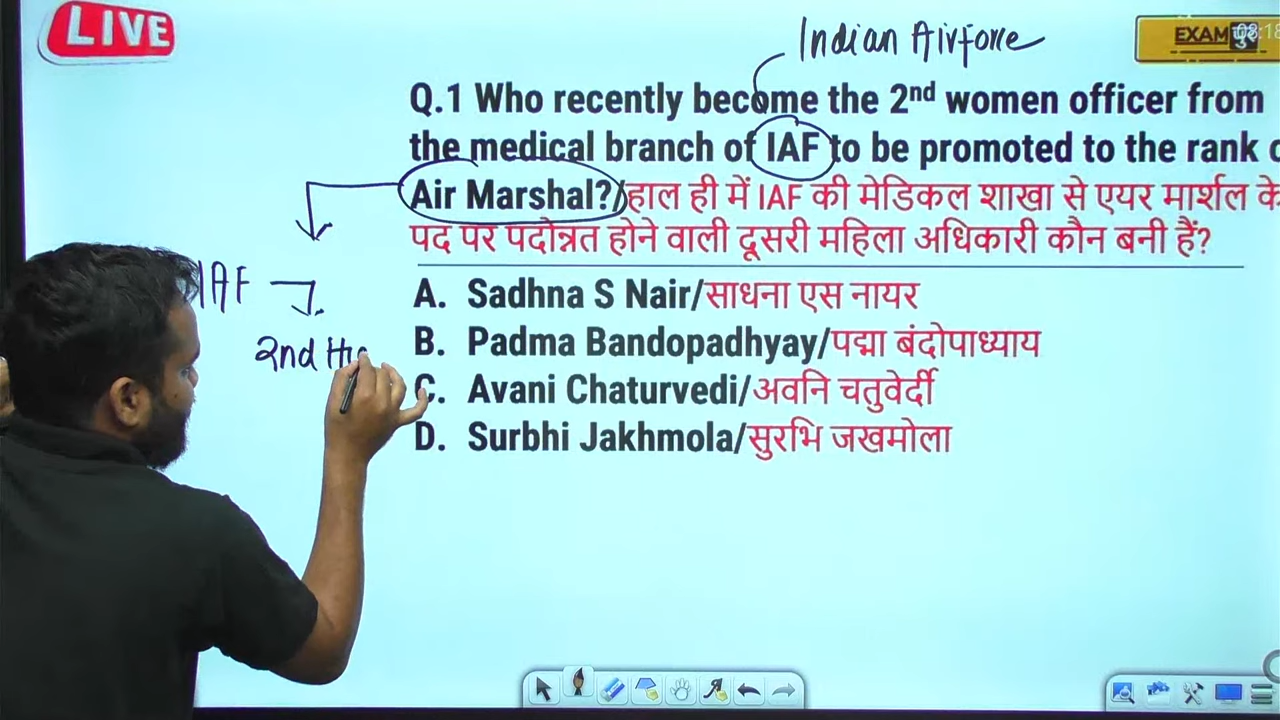 LIVE
Indian Airforce
EXAM पुर
Q.1 Who recently become the 2nd women officer from
the medical branch of IAF to be promoted to the rank
Air Marshal?/हाल ही में IAF की मेडिकल शाखा से एयर मार्शल के
पद पर पदोन्नत होने वाली दूसरी महिला अधिकारी कौन बनी हैं?
IAF
2nd
A. Sadhna S Nair/साधना एस नायर
B. Padma Bandopadhyay/पद्मा बंदोपाध्याय
C. Avani Chaturvedi/अवनि चतुर्वेर्दी
D. Surbhi Jakhmola/सुरभि जखमोला